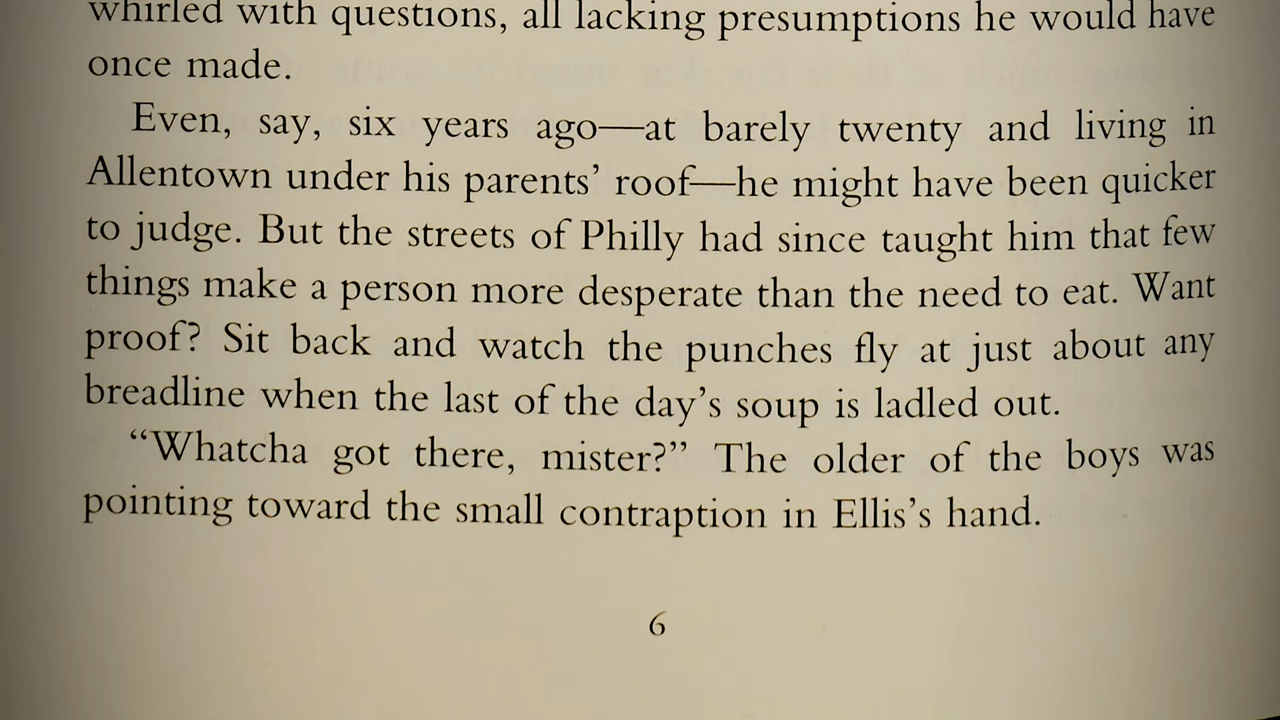 whirled with questions, all lacking presumptions he would have
once made.
Even, say, six years ago—at barely twenty and living in
Allentown under his parents’ roof—he might have been quicker
to judge. But the streets of Philly had since taught him that few
things make a person more desperate than the need to eat. Want
proof? Sit back and watch the punches fly at just about any
breadline when the last of the day’s soup is ladled out.
“Whatcha got there, mister?” The older of the boys was
pointing toward the small contraption in Ellis’s hand.
6